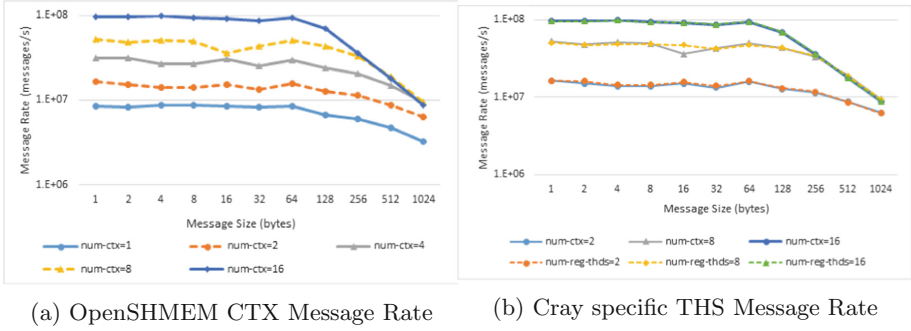 1.E+08
1.E+07
1.E+06
Message Rate (messages/s)
1 2 4 8 16 32 64 128 256 512 1024
Message Size (bytes)
num-ctx=1 num-ctx=2 num-ctx=4
num-ctx=8 num-ctx=16
(a) OpenSHMEM CTX Message Rate
1.E+08
1.E+07
1.E+06
Message Rate (messages/s)
1 2 4 8 16 32 64 128 256 512 1024
Message Size (bytes)
num-ctx=2 num-ctx=8 num-ctx=16
num-reg-thds=2 num-reg-thds=8 num-reg-thds=16
(b) Cray specific THS Message Rate